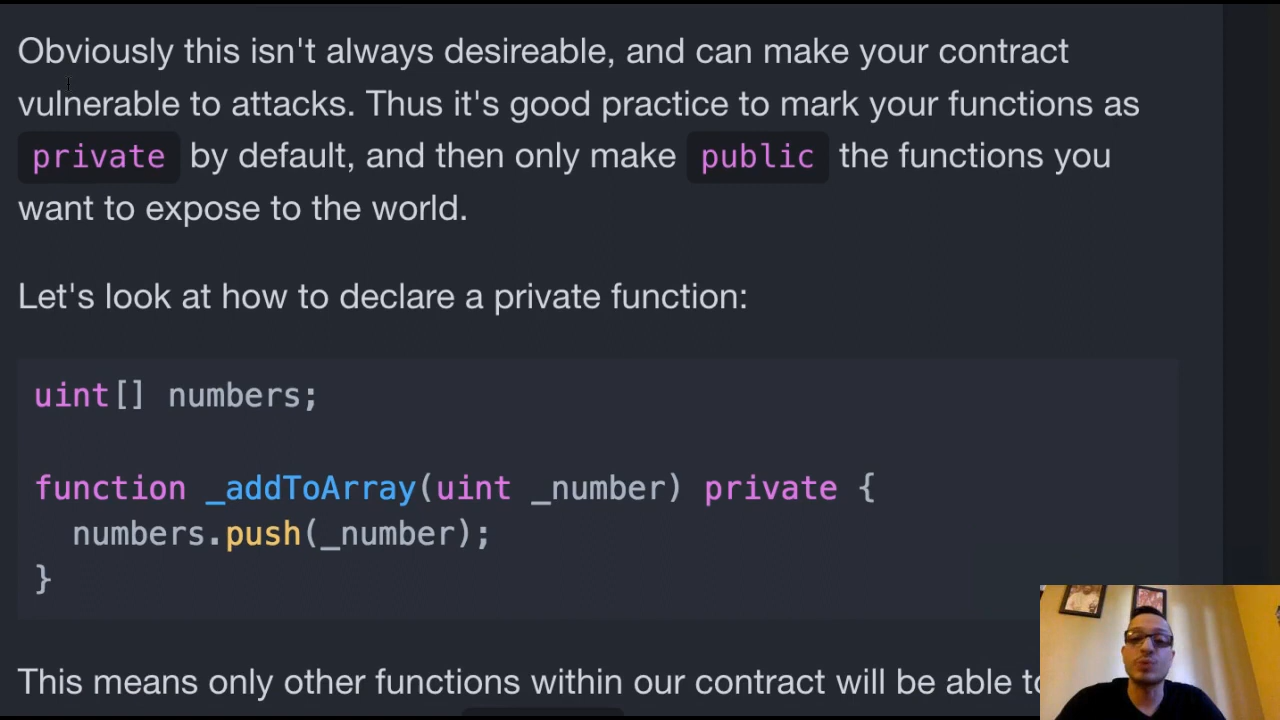 Obviously this isn't always desireable, and can make your contract
vulnerable to attacks. Thus it's good practice to mark your functions as
private by default, and then only make public the functions you
want to expose to the world.
Let's look at how to declare a private function:
uint[] numbers;
function _addToArray(uint _number) private {
numbers.push(_number);
}
This means only other functions within our contract will be able to